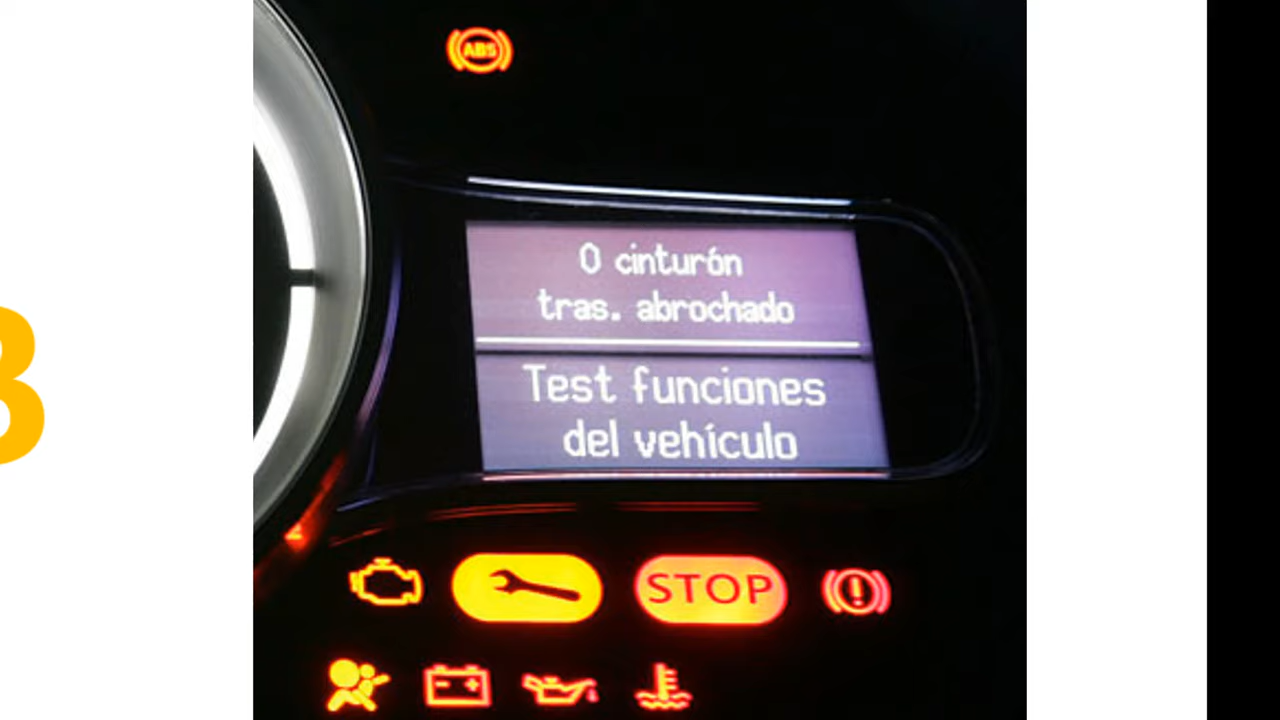 ABS
0 cinturón
tras. abrochado
Test funciones
del vehículo
STOP